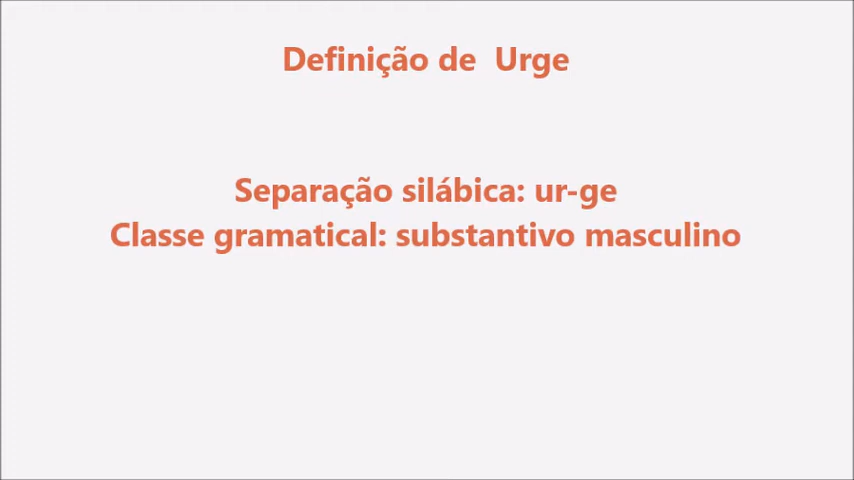 Definição de Urge
Separação silábica: ur-ge
Classe gramatical: substantivo masculino